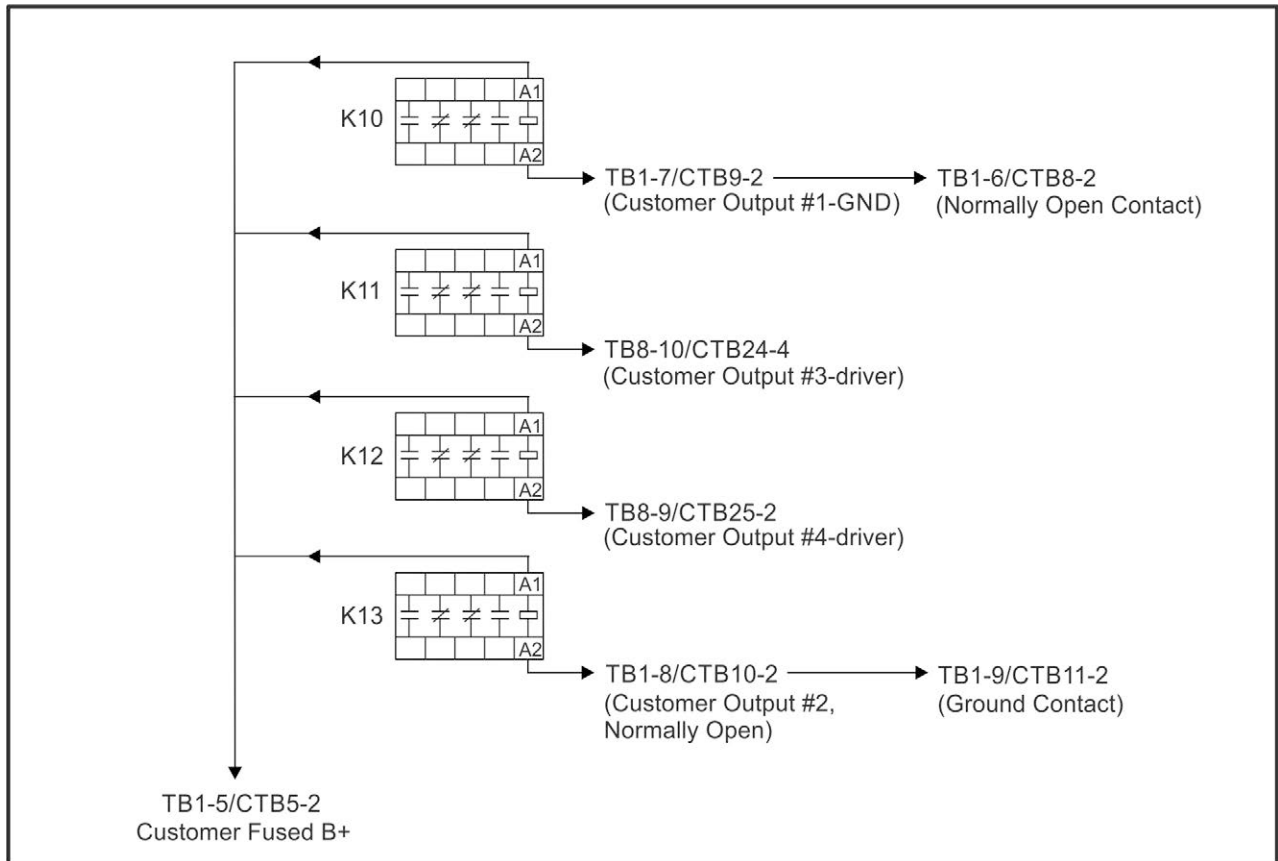 A1
K10
A2
TB1-7/CTB9-2 TB1-6/CTB8-2
(Customer Output #1-GND) (Normally Open Contact)
A1
K11
A2
TB8-10/CTB24-4
(Customer Output #3-driver)
A1
K12
A2
TB8-9/CTB25-2
(Customer Output #4-driver)
A1
K13
A2
TB1-8/CTB10-2 TB1-9/CTB11-2
(Customer Output #2, (Ground Contact)
Normally Open)
TB1-5/CTB5-2
Customer Fused B+